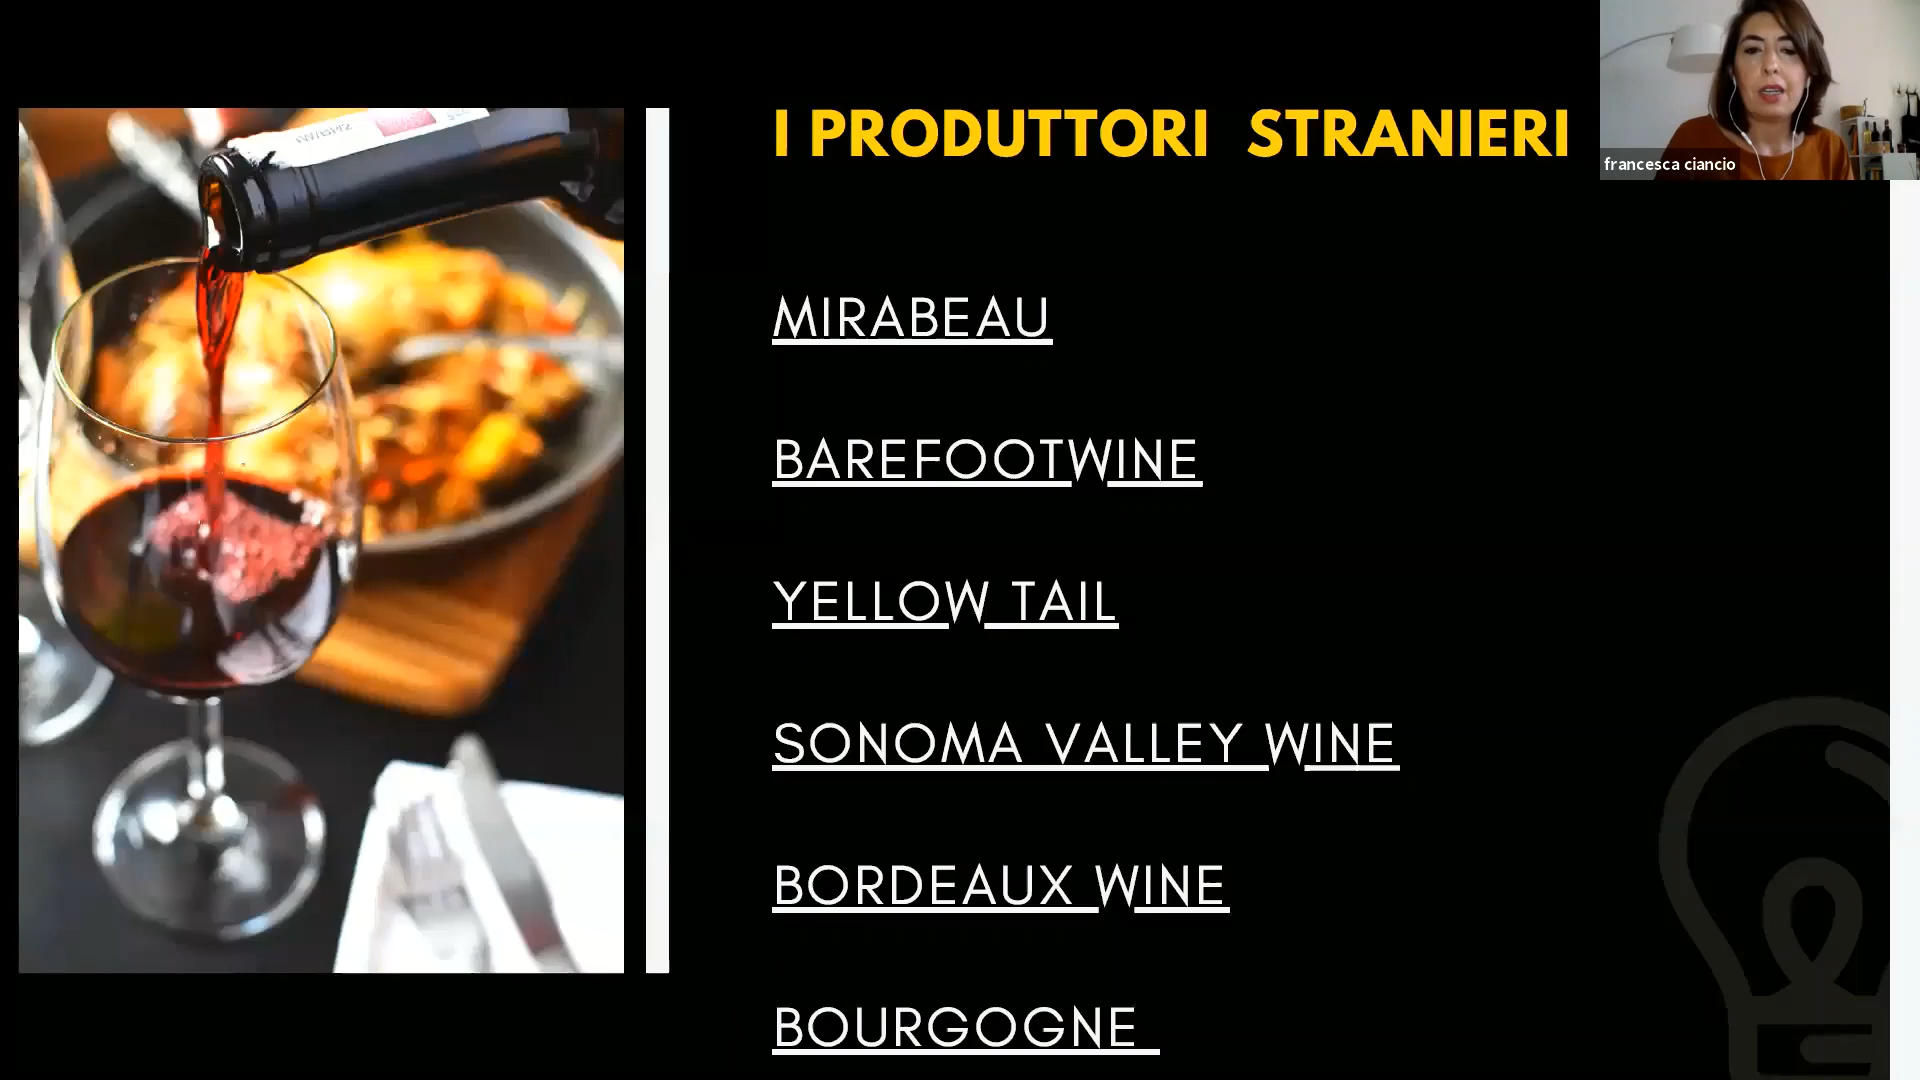 I PRODUTTORI STRANIERI
francesca ciancio
MIRABEAU
BAREFOOTWINE
YELLOW TAIL
SONOMA VALLEY WINE
BORDEAUX WINE
BOURGOGNE